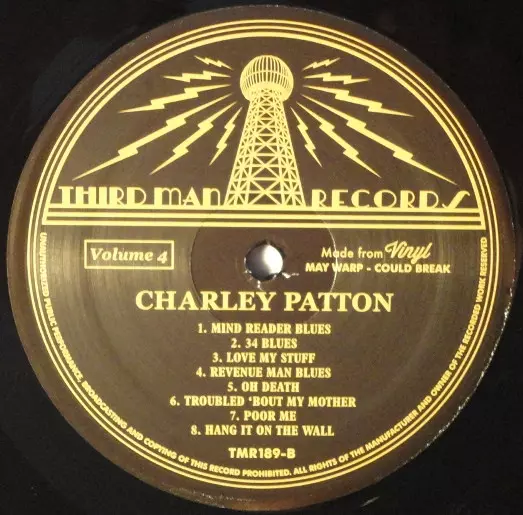 THIRD MAN RECORDS
Volume 4
Made from Vinyl
MAY WARP - COULD BREAK
CHARLEY PATTON
1. MIND READER BLUES
2. 34 BLUES
3. LOVE MY STUFF
4. REVENUE MAN BLUES
5. OH DEATH
6. TROUBLED ‘BOUT MY MOTHER
7. POOR ME
8. HANG IT ON THE WALL
TMR189-B
UNAUTHORIZED PUBLIC PERFORMANCE, BROADCASTING AND COPYING OF THIS RECORD PROHIBITED. ALL RIGHTS OF THE MANUFACTURER AND OWNER OF THE RECORDED WORK RESERVED